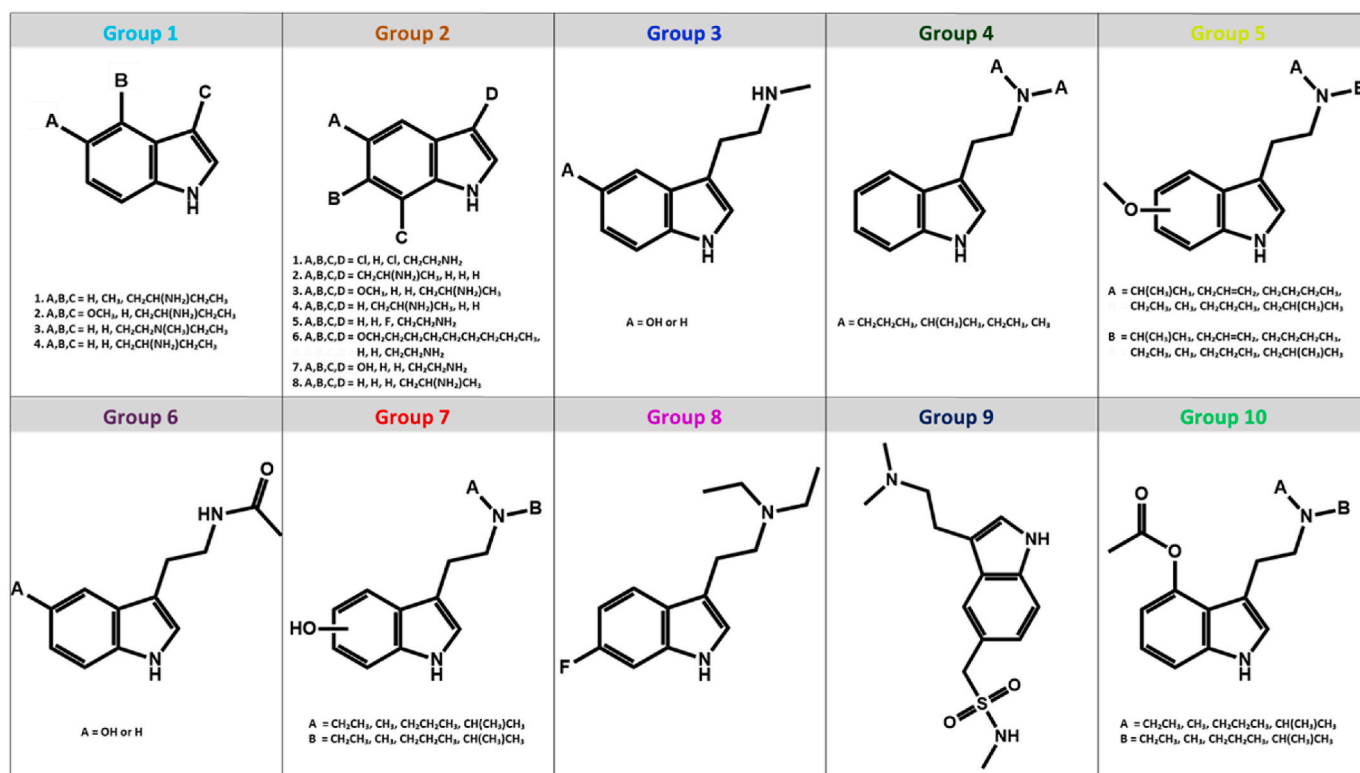 Group 1
Group 2
Group 3
Group 4
Group 5
A
B
C
N
H
1. A,B,C = H, CH₃, CH₂CH(NH₂)CH₂CH₃
2. A,B,C = OCH₃, H, CH₂CH(NH₂)CH₂CH₃
3. A,B,C = H, H, CH₂CH₂N(CH₃)CH₂CH₃
4. A,B,C = H, H, CH₂CH(NH₂)CH₂CH₃
A
B
C
D
N
H
1. A,B,C,D = Cl, H, Cl, CH₂CH₂NH₂
2. A,B,C,D = CH₂CH(NH₂)CH₃, H, H, H
3. A,B,C,D = OCH₃, H, H, CH₂CH(NH₂)CH₃
4. A,B,C,D = H, CH₂CH(NH₂)CH₃, H, H
5. A,B,C,D = H, H, F, CH₂CH₂NH₂
6. A,B,C,D = OCH₂CH₂CH₂CH₂CH₂CH₂CH₂CH₂CH₃,
H, H, CH₂CH₂NH₂
7. A,B,C,D = OH, H, H, CH₂CH₂NH₂
8. A,B,C,D = H, H, H, CH₂CH(NH₂)CH₃
HN
A
N
H
A = OH or H
A
N
A
N
H
A = CH₂CH₂CH₃, CH(CH₃)CH₃, CH₂CH₃, CH₃
A
N
B
O
N
H
A = CH(CH₃)CH₃, CH₂CH=CH₂, CH₂CH₂CH₂CH₃,
CH₂CH₃, CH₃, CH₂CH₂CH₃, CH₂CH(CH₃)CH₃
B = CH(CH₃)CH₃, CH₂CH=CH₂, CH₂CH₂CH₂CH₃,
CH₂CH₃, CH₃, CH₂CH₂CH₃, CH₂CH(CH₃)CH₃
Group 6
Group 7
Group 8
Group 9
Group 10
O
HN
A
N
H
A = OH or H
A
N
B
HO
N
H
A = CH₂CH₃, CH₃, CH₂CH₂CH₃, CH(CH₃)CH₃
B = CH₂CH₃, CH₃, CH₂CH₂CH₃, CH(CH₃)CH₃
N
F
N
H
N
NH
O
S
O
NH
O
O
A
N
B
N
H
A = CH₂CH₃, CH₃, CH₂CH₂CH₃, CH(CH₃)CH₃
B = CH₂CH₃, CH₃, CH₂CH₂CH₃, CH(CH₃)CH₃